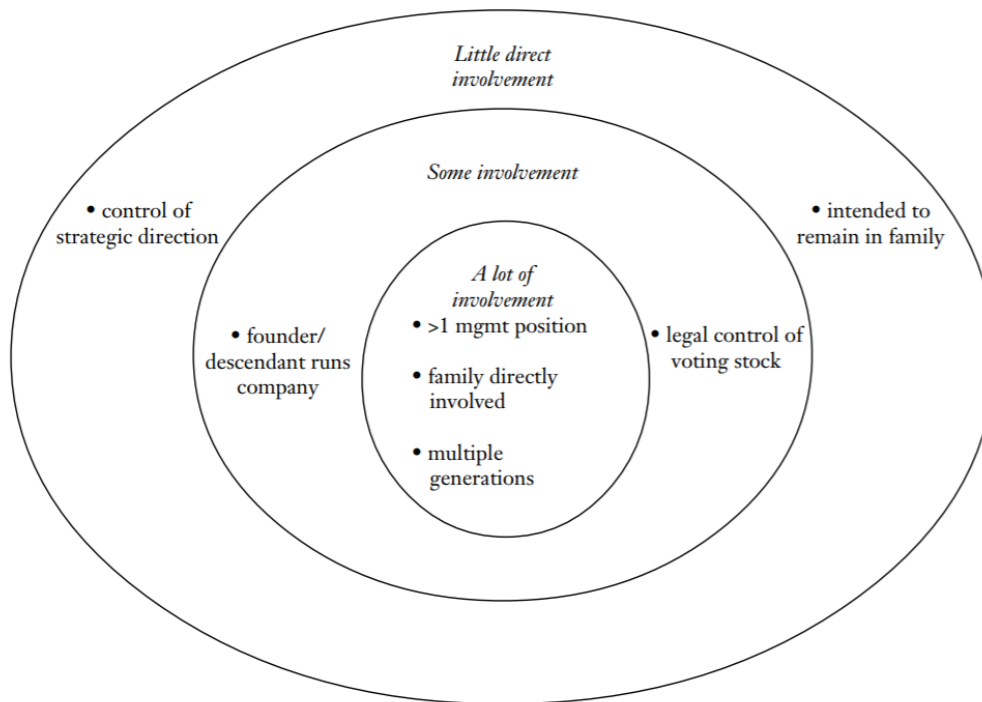 Little direct
involvement
Some involvement
• control of
strategic direction
• intended to
remain in family
A lot of
involvement
• >1 mgmt position
• family directly
involved
• multiple
generations
• founder/
descendant runs
company
• legal control of
voting stock